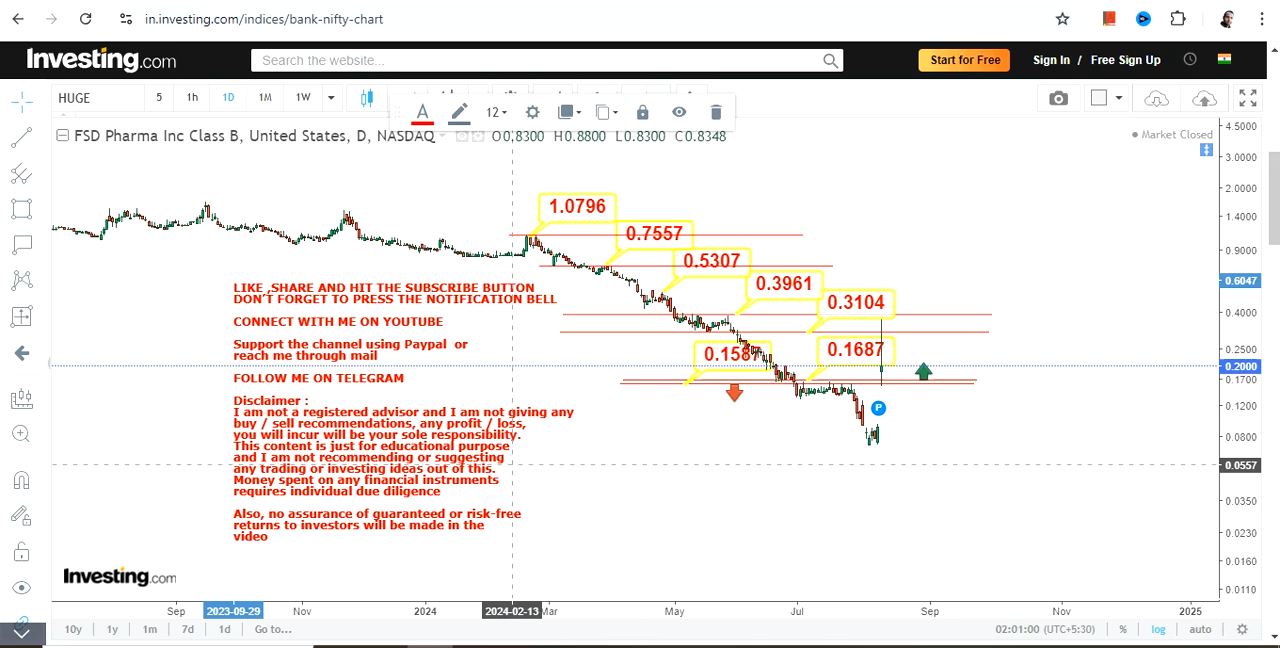 in.investing.com/indices/bank-nifty-chart
Investing.com
Search the website...
Start for Free
Sign In / Free Sign Up
HUGE
5 1h 1D 1M 1W
A 12
FSD Pharma Inc Class B, United States, D, NASDAQ
O0.8300 H0.8800 L0.8300 C0.8348
Market Closed
4.5000
3.0000
2.0000
1.4000
0.9000
0.6047
0.4000
0.2500
0.2000
0.1700
0.1200
0.0800
0.0557
0.0350
0.0230
0.0160
0.0110
1.0796
0.7557
0.5307
0.3961
0.3104
0.1587
0.1687
P
LIKE ,SHARE AND HIT THE SUBSCRIBE BUTTON
DON'T FORGET TO PRESS THE NOTIFICATION BELL
CONNECT WITH ME ON YOUTUBE
Support the channel using Paypal or
reach me through mail
FOLLOW ME ON TELEGRAM
Disclaimer :
I am not a registered advisor and I am not giving any
buy / sell recommendations, any profit / loss,
you will incur will be your sole responsibility.
This content is just for educational purpose
and I am not recommending or suggesting
any trading or investing ideas out of this.
Money spent on any financial instruments
requires individual due diligence
Also, no assurance of guaranteed or risk-free
returns to investors will be made in the
video
Investing.com
Sep 2023-09-29 Nov 2024 2024-02-13 Mar May Jul Sep Nov 2025
10y 1y 1m 7d 1d Go to...
02:01:00 (UTC+5:30) % log auto